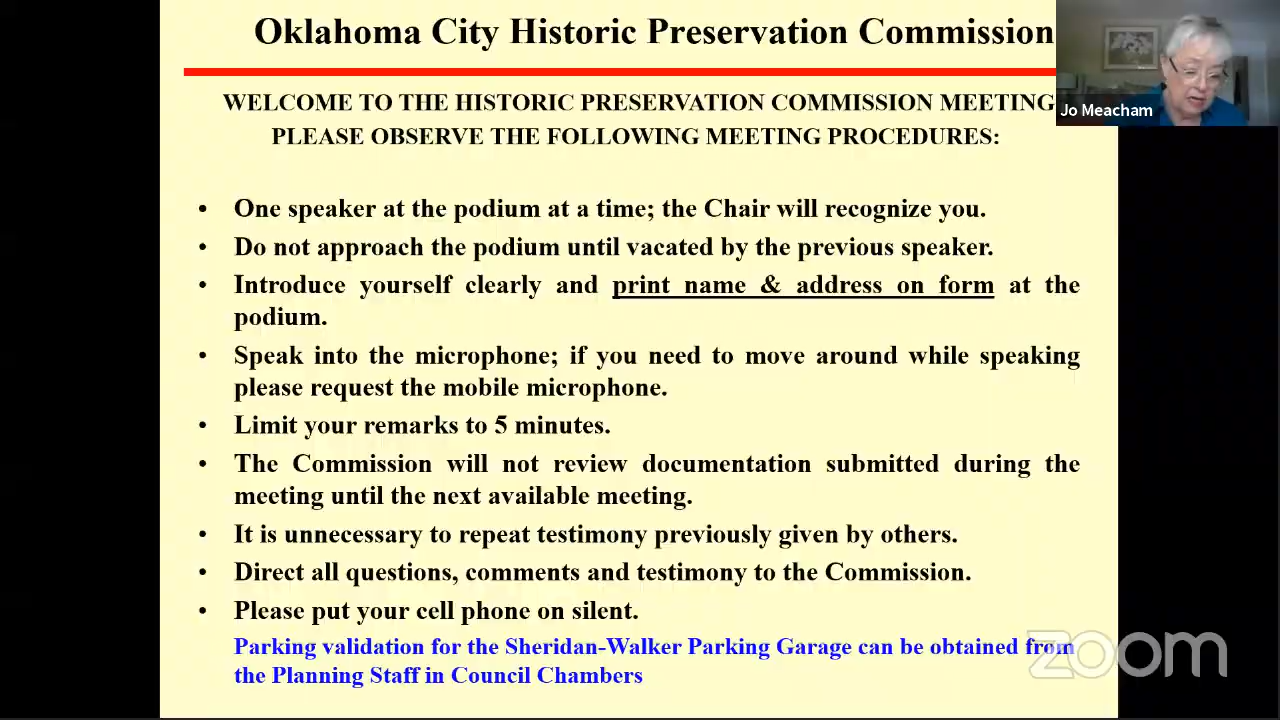 Oklahoma City Historic Preservation Commission
Jo Meacham
WELCOME TO THE HISTORIC PRESERVATION COMMISSION MEETING
PLEASE OBSERVE THE FOLLOWING MEETING PROCEDURES:
• One speaker at the podium at a time; the Chair will recognize you.
• Do not approach the podium until vacated by the previous speaker.
• Introduce yourself clearly and print name & address on form at the
podium.
• Speak into the microphone; if you need to move around while speaking
please request the mobile microphone.
• Limit your remarks to 5 minutes.
• The Commission will not review documentation submitted during the
meeting until the next available meeting.
• It is unnecessary to repeat testimony previously given by others.
• Direct all questions, comments and testimony to the Commission.
• Please put your cell phone on silent.
Parking validation for the Sheridan-Walker Parking Garage can be obtained from
the Planning Staff in Council Chambers
zoom